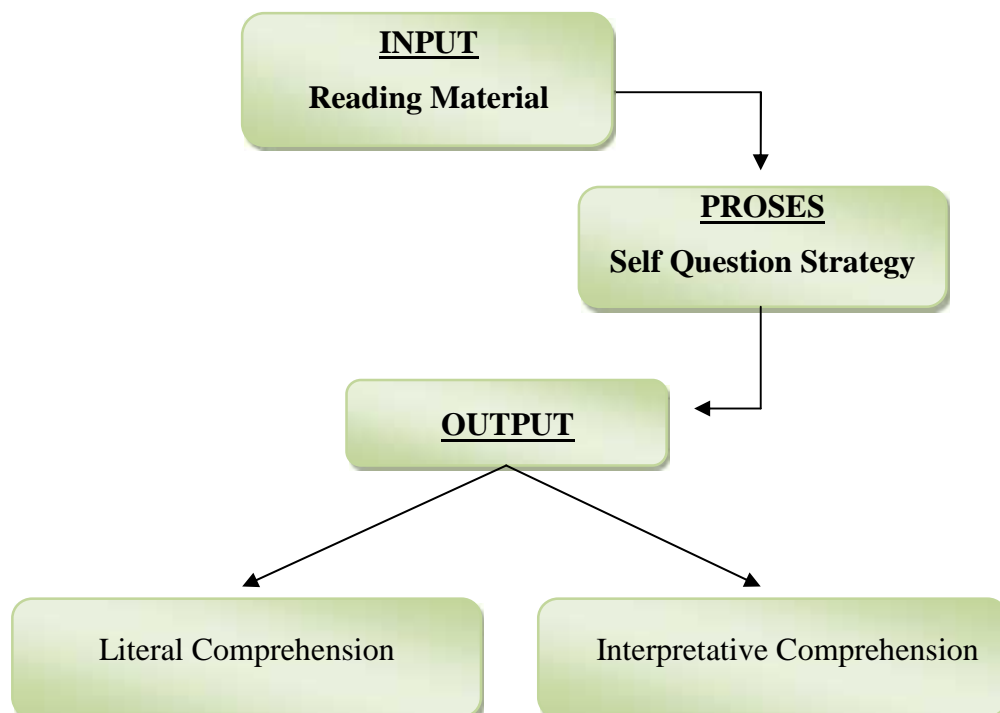 INPUT
Reading Material
PROSES
Self Question Strategy
OUTPUT
Literal Comprehension
Interpretative Comprehension